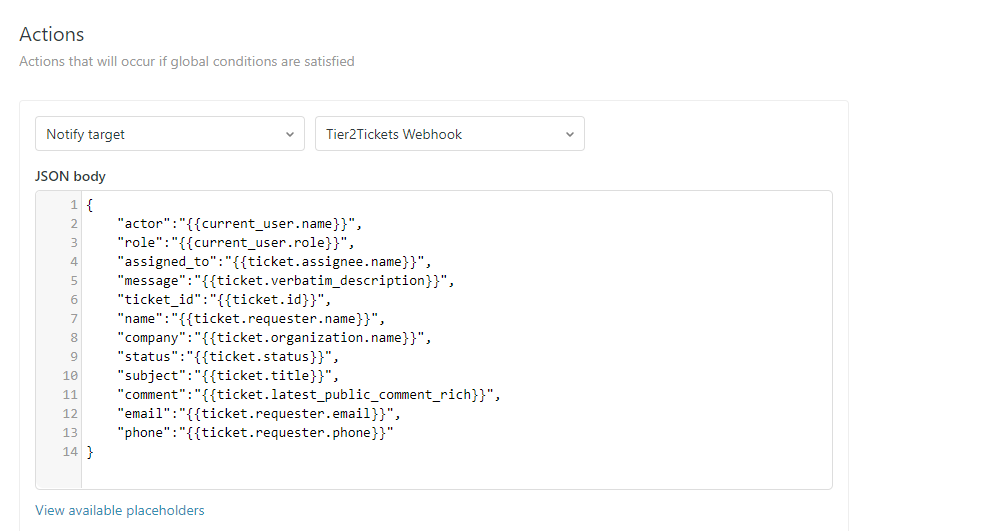 Actions
Actions that will occur if global conditions are satisfied
Notify target
Tier2Tickets Webhook
JSON body
1 {
2 "actor":"{{current_user.name}}",
3 "role":"{{current_user.role}}",
4 "assigned_to":"{{ticket.assignee.name}}",
5 "message":"{{ticket.verbatim_description}}",
6 "ticket_id":"{{ticket.id}}",
7 "name":"{{ticket.requester.name}}",
8 "company":"{{ticket.organization.name}}",
9 "status":"{{ticket.status}}",
10 "subject":"{{ticket.title}}",
11 "comment":"{{ticket.latest_public_comment_rich}}",
12 "email":"{{ticket.requester.email}}",
13 "phone":"{{ticket.requester.phone}}"
14 }
View available placeholders